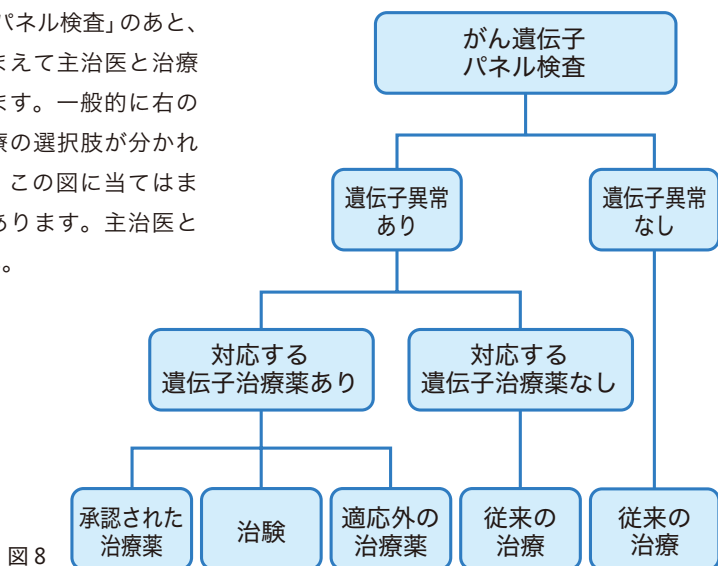 パネル検査」のあと、
まえて主治医と治療
ます。一般的に右の
療の選択肢が分かれ
、この図に当てはま
あります。主治医と
。
がん遺伝子
パネル検査
遺伝子異常
あり
遺伝子異常
なし
対応する
遺伝子治療薬あり
対応する
遺伝子治療薬なし
承認された
治療薬
治験
適応外の
治療薬
従来の
治療
従来の
治療
図8